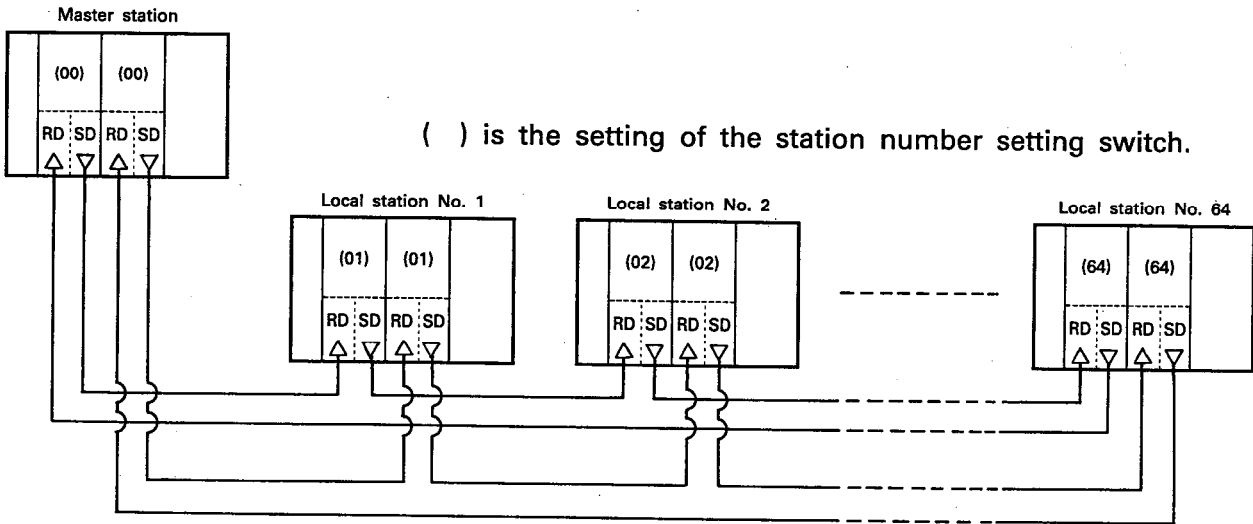 Master station
(00) (00)
RD SD RD SD
( ) is the setting of the station number setting switch.
Local station No. 1
(01) (01)
RD SD RD SD
Local station No. 2
(02) (02)
RD SD RD SD
Local station No. 64
(64) (64)
RD SD RD SD